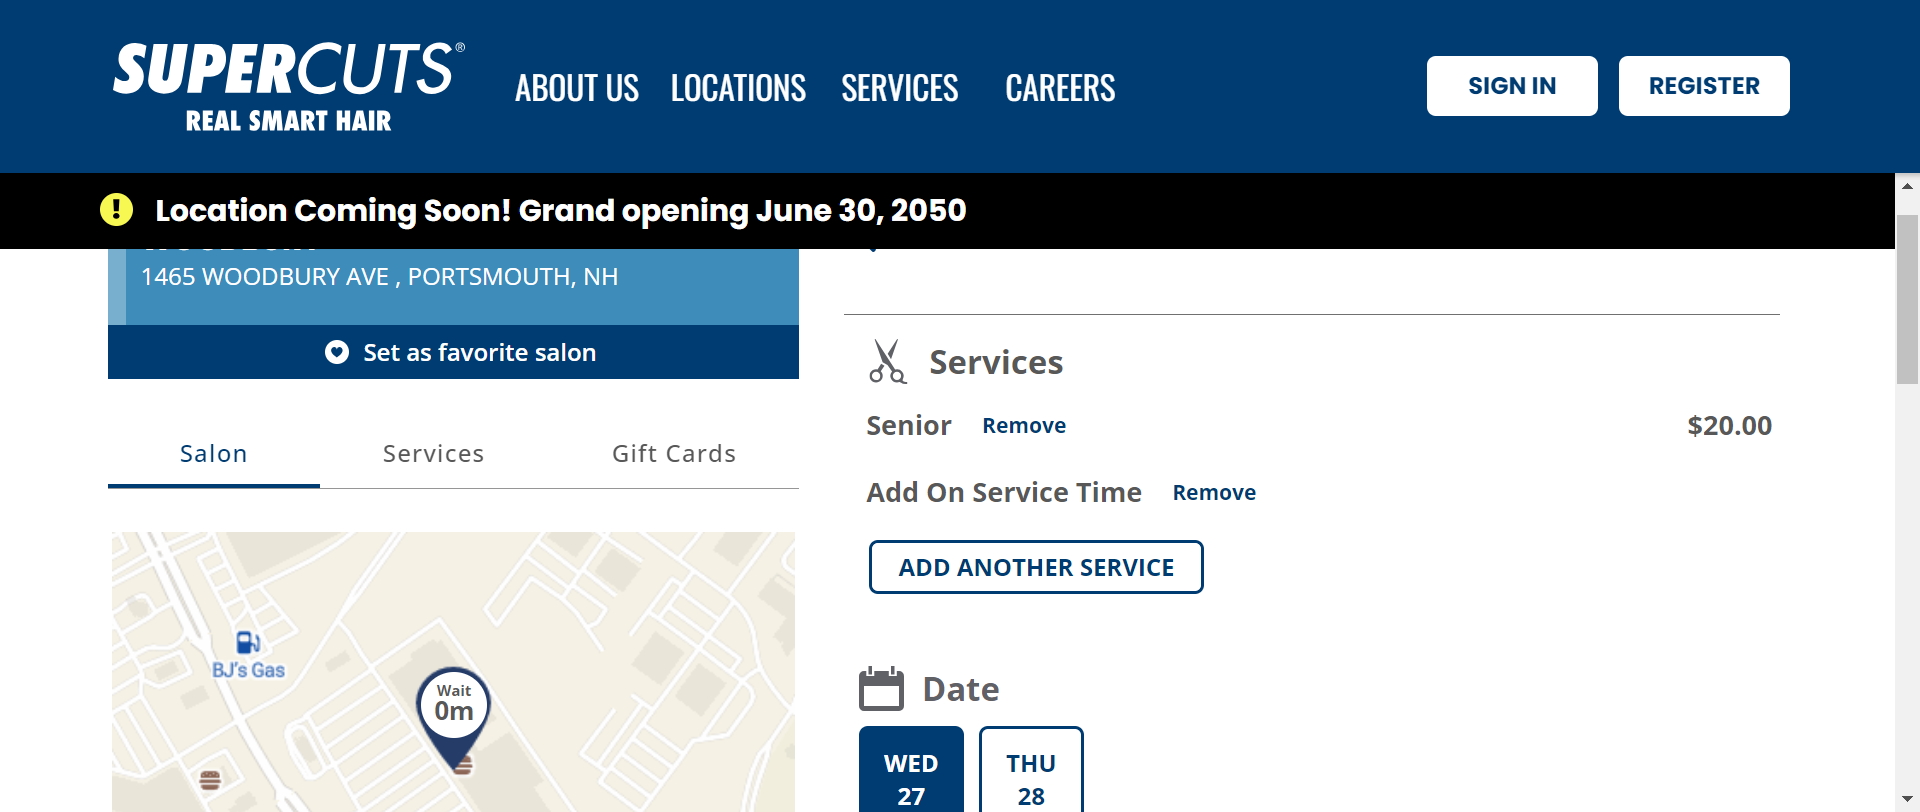 SUPERCUTS®
REAL SMART HAIR
ABOUT US
LOCATIONS
SERVICES
CAREERS
SIGN IN
REGISTER
Location Coming Soon! Grand opening June 30, 2050
1465 WOODBURY AVE , PORTSMOUTH, NH
Set as favorite salon
Salon
Services
Gift Cards
BJ's Gas
Wait
0m
Services
Senior
Remove
$20.00
Add On Service Time
Remove
ADD ANOTHER SERVICE
Date
WED
27
THU
28